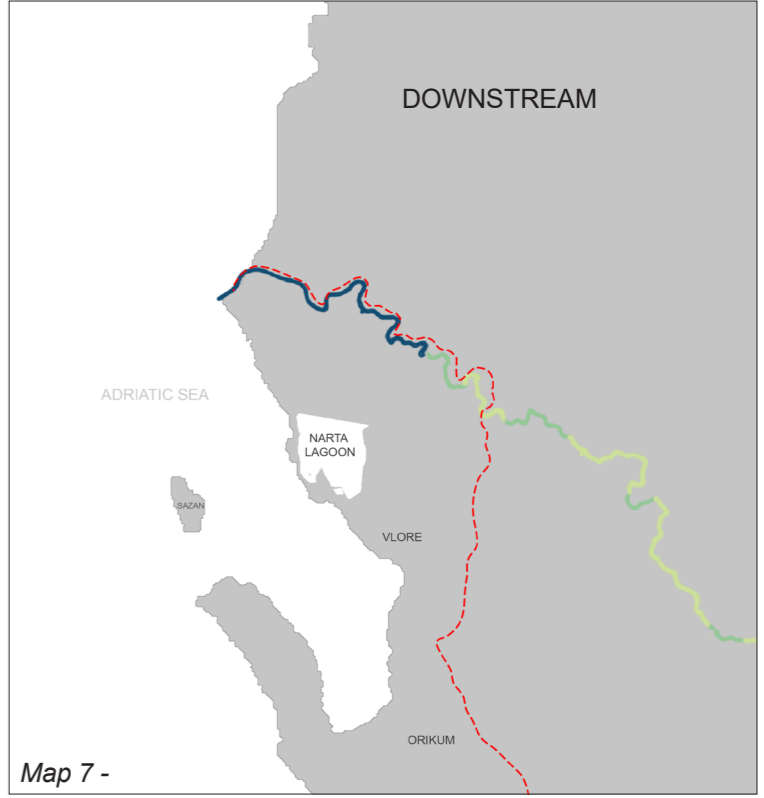 DOWNSTREAM
ADRIATIC SEA
NARTA
LAGOON
SAZAN
VLORE
ORIKUM
Map 7 -